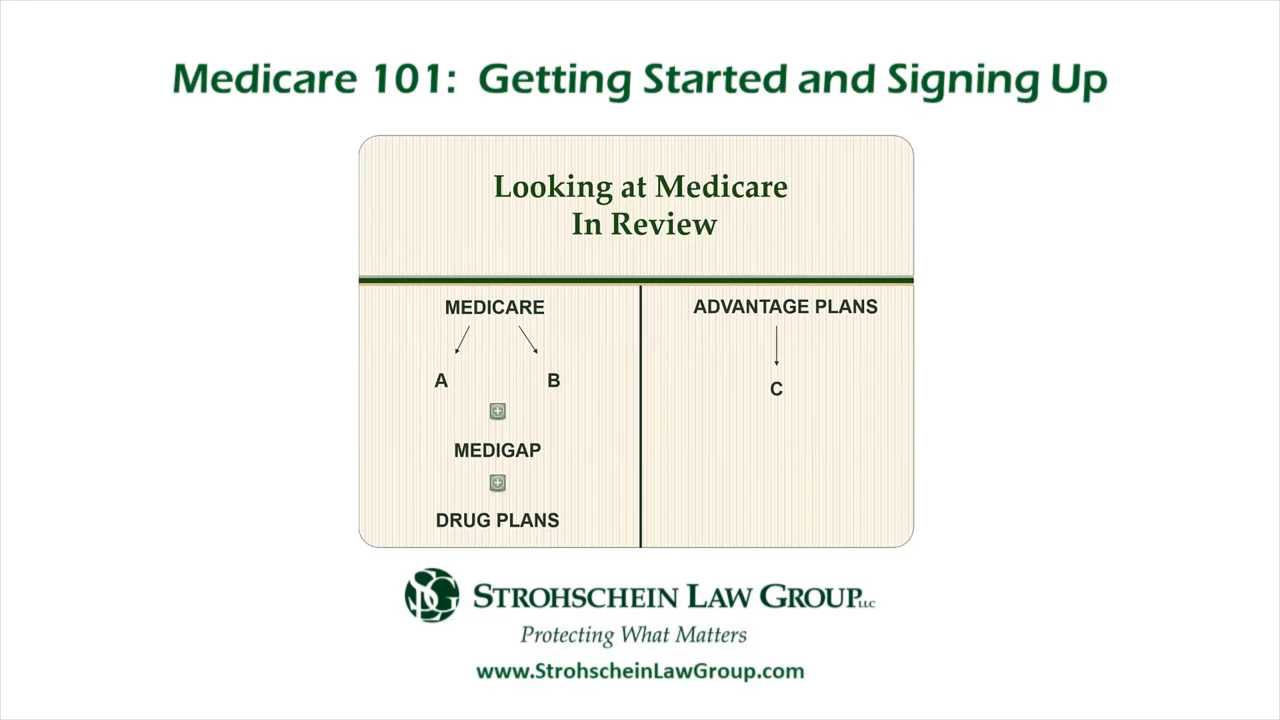 Medicare 101: Getting Started and Signing Up
Looking at Medicare
In Review
MEDICARE
A B
MEDIGAP
DRUG PLANS
ADVANTAGE PLANS
C
STROHSCHEIN LAW GROUP, LLC
Protecting What Matters
www.StrohscheinLawGroup.com